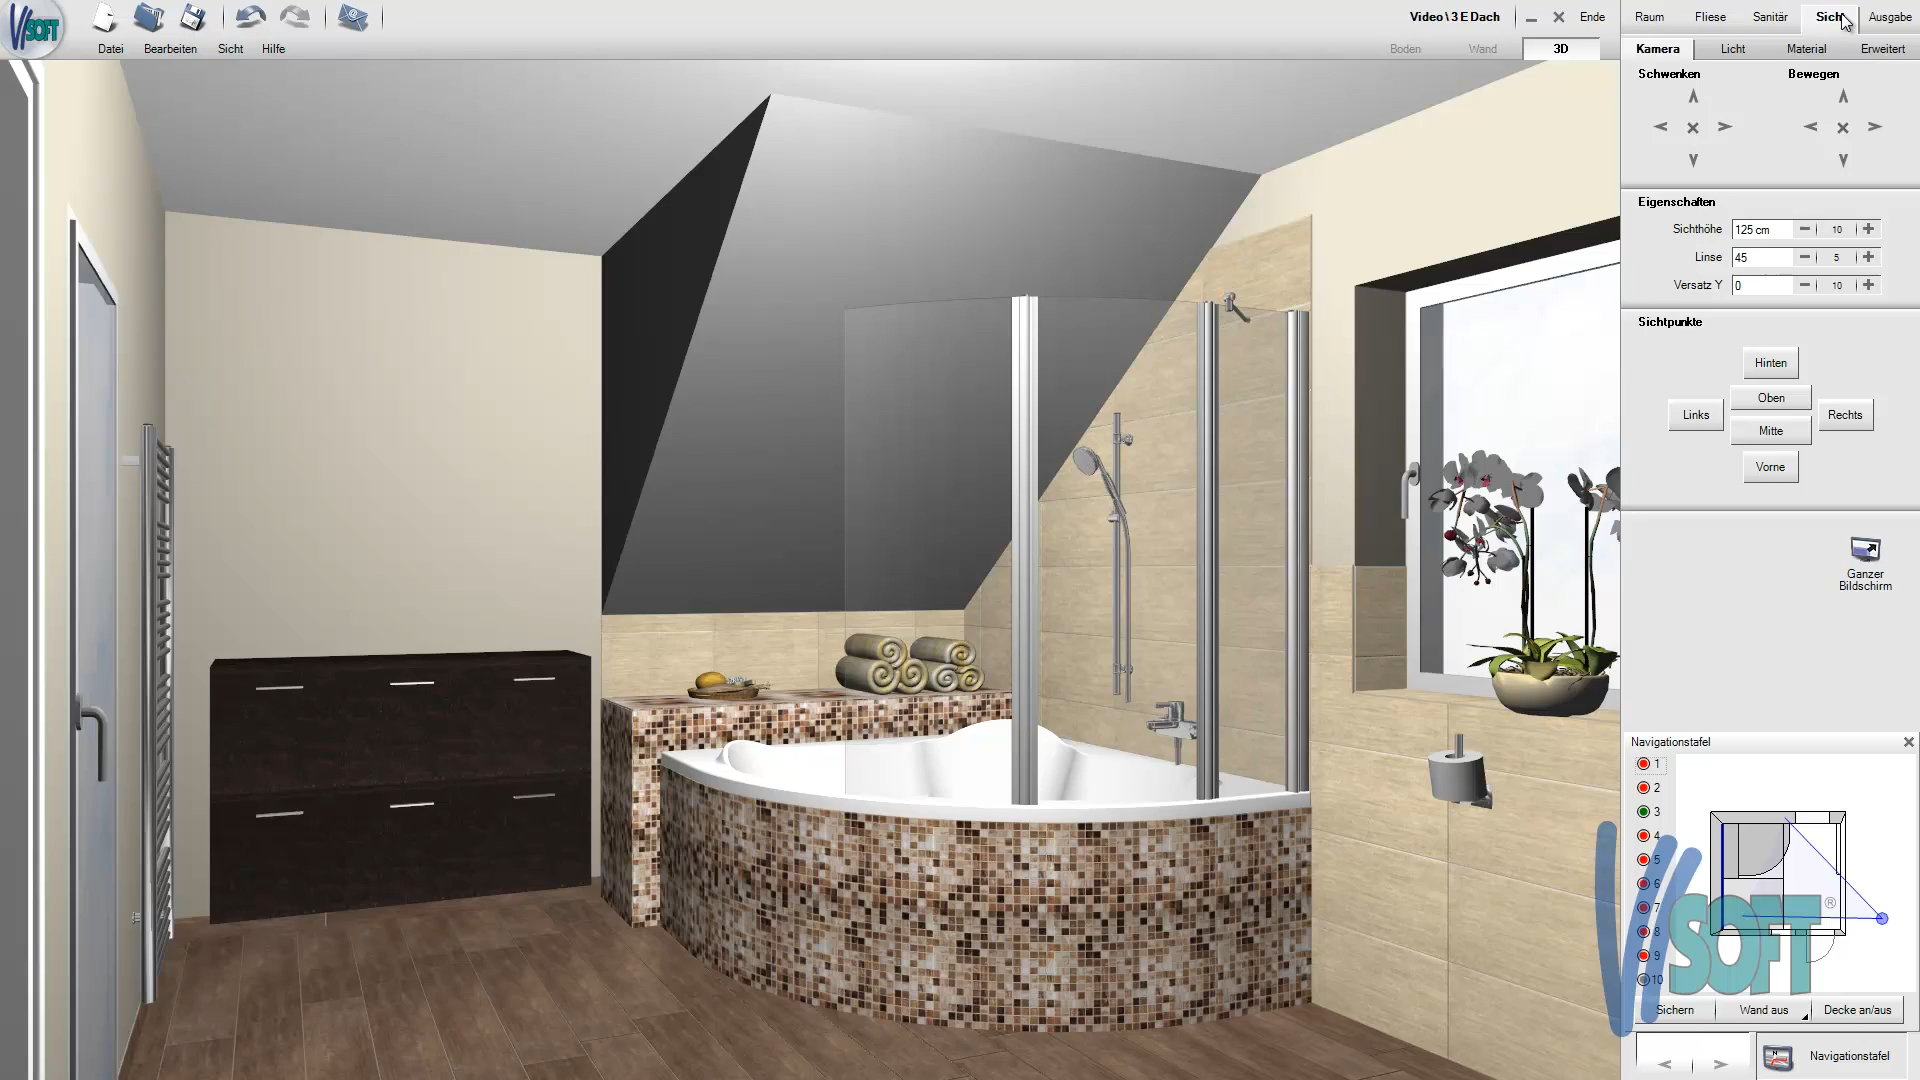 VISOFT
Datei Bearbeiten Sicht Hilfe
Video \ 3 E Dach
Ende
Boden Wand 3D
Raum Fliese Sanitär Sich Ausgabe
Kamera Licht Material Erweitert
Schwenken Bewegen
Eigenschaften
Sichthöhe 125 cm 10
Linse 45 5
Versatz Y 0 10
Sichtpunkte
Hinten
Oben
Links Rechts
Mitte
Vorne
Ganzer
Bildschirm
Navigationstafel
1
2
3
4
5
6
7
8
9
10
VISOFT®
Sichern Wand aus Decke an/aus
Navigationstafel